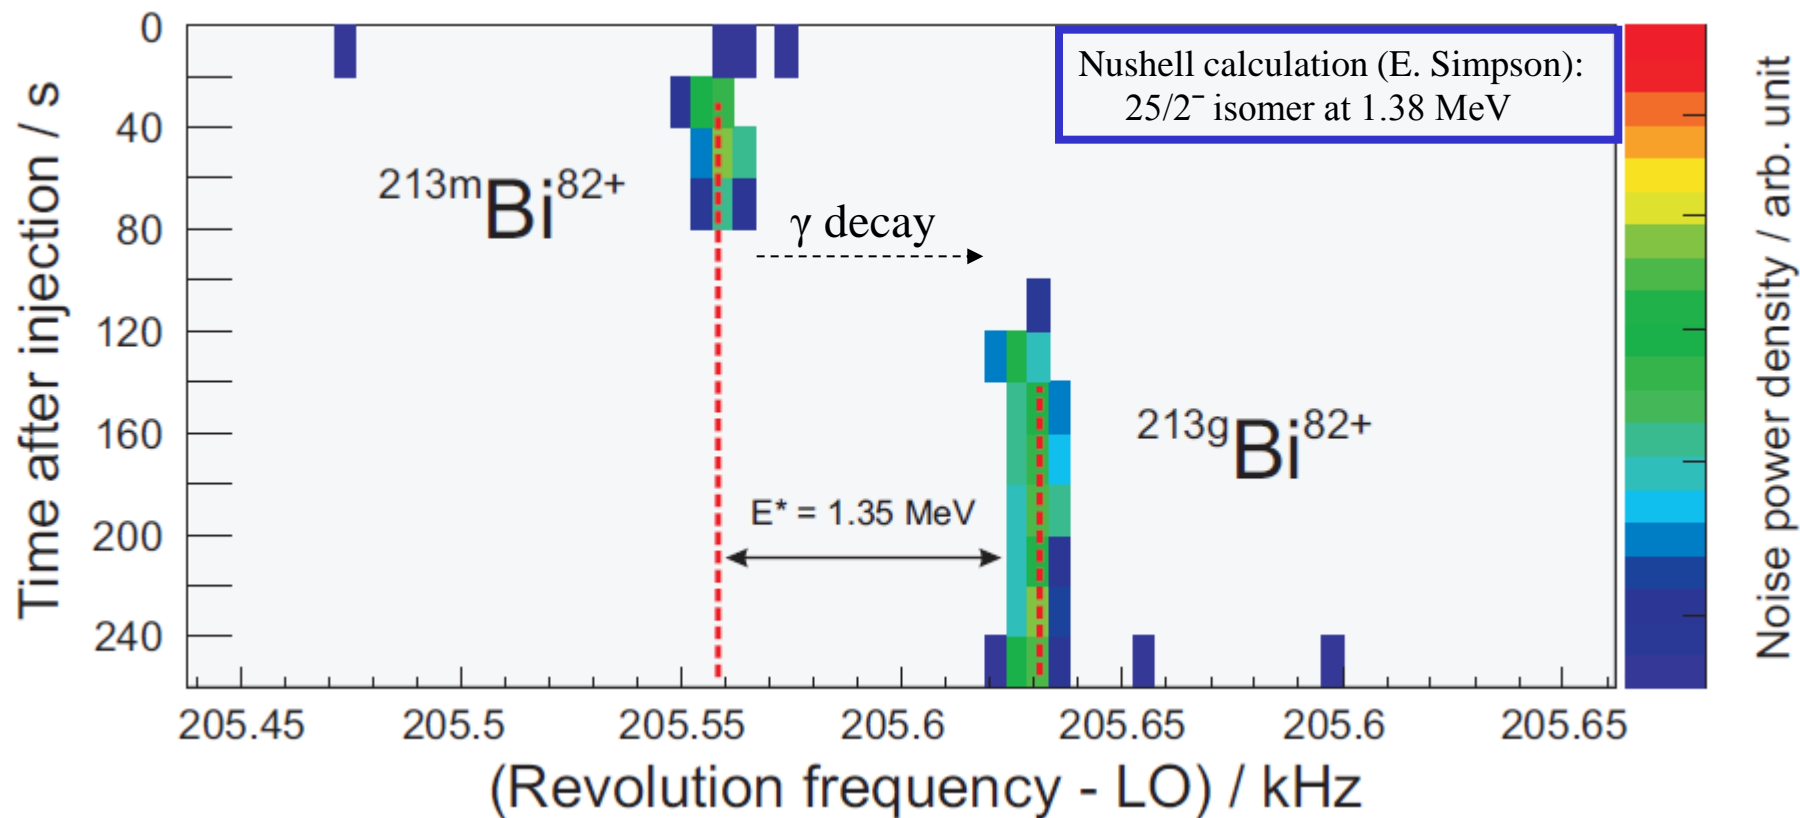 Nushell calculation (E. Simpson):
25/2⁻ isomer at 1.38 MeV
Time after injection / s
0
40
80
120
160
200
240
²¹³ᵐBi⁸²⁺
γ decay
²¹³ᵍBi⁸²⁺
E* = 1.35 MeV
205.45 205.5 205.55 205.6 205.65 205.6 205.65
(Revolution frequency - LO) / kHz
Noise power density / arb. unit